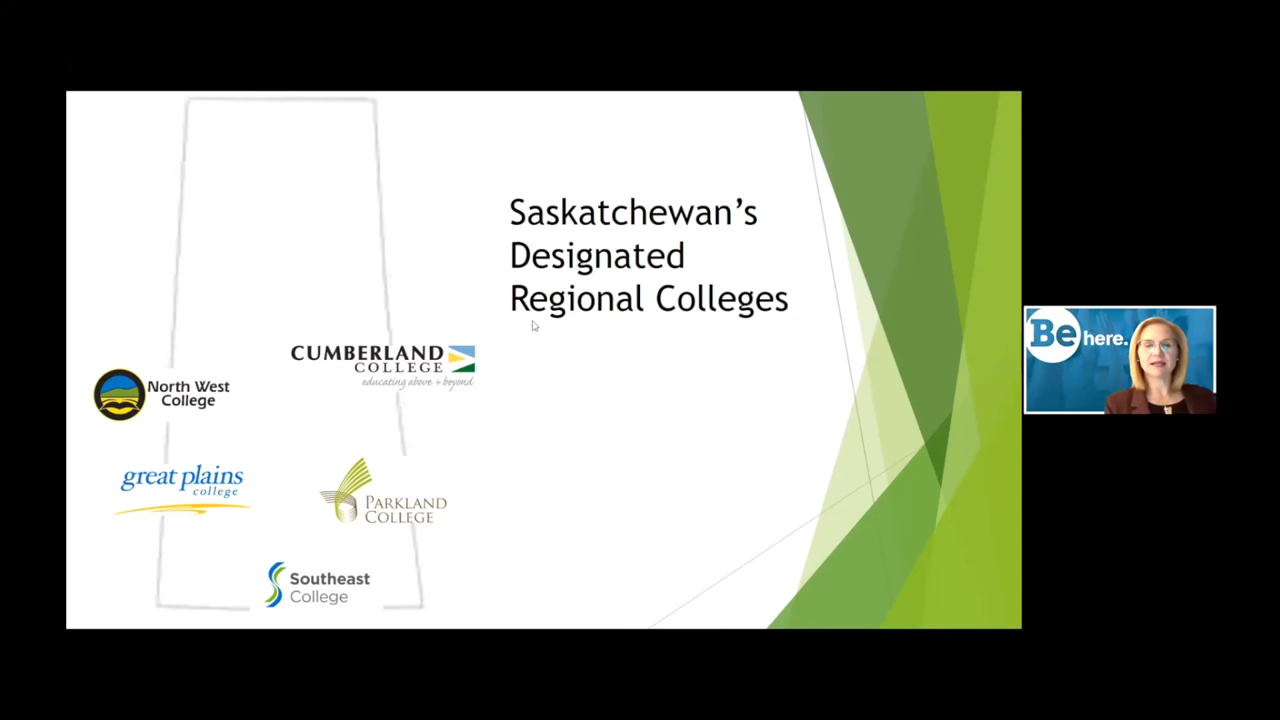 Saskatchewan's
Designated
Regional Colleges
CUMBERLAND
COLLEGE
educating above + beyond
North West
College
great plains
college
PARKLAND
COLLEGE
Southeast
College
Be here.